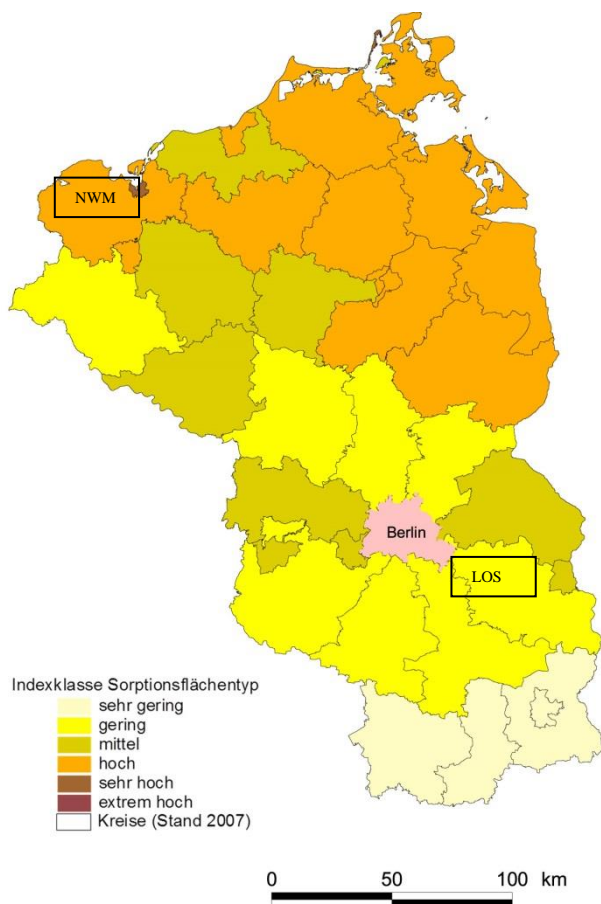 NWM
Berlin
LOS
Indexklasse Sorptionsflächentyp
sehr gering
gering
mittel
hoch
sehr hoch
extrem hoch
Kreise (Stand 2007)
0 50 100 km